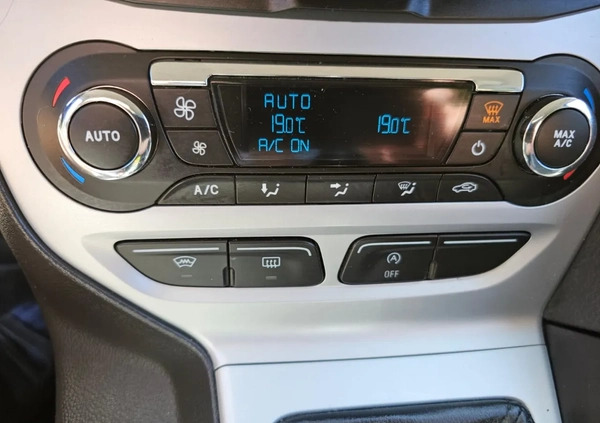 AUTO
19.0°C
19.0°C
A/C ON
AUTO
MAX
MAX
A/C
A/C
OFF
A